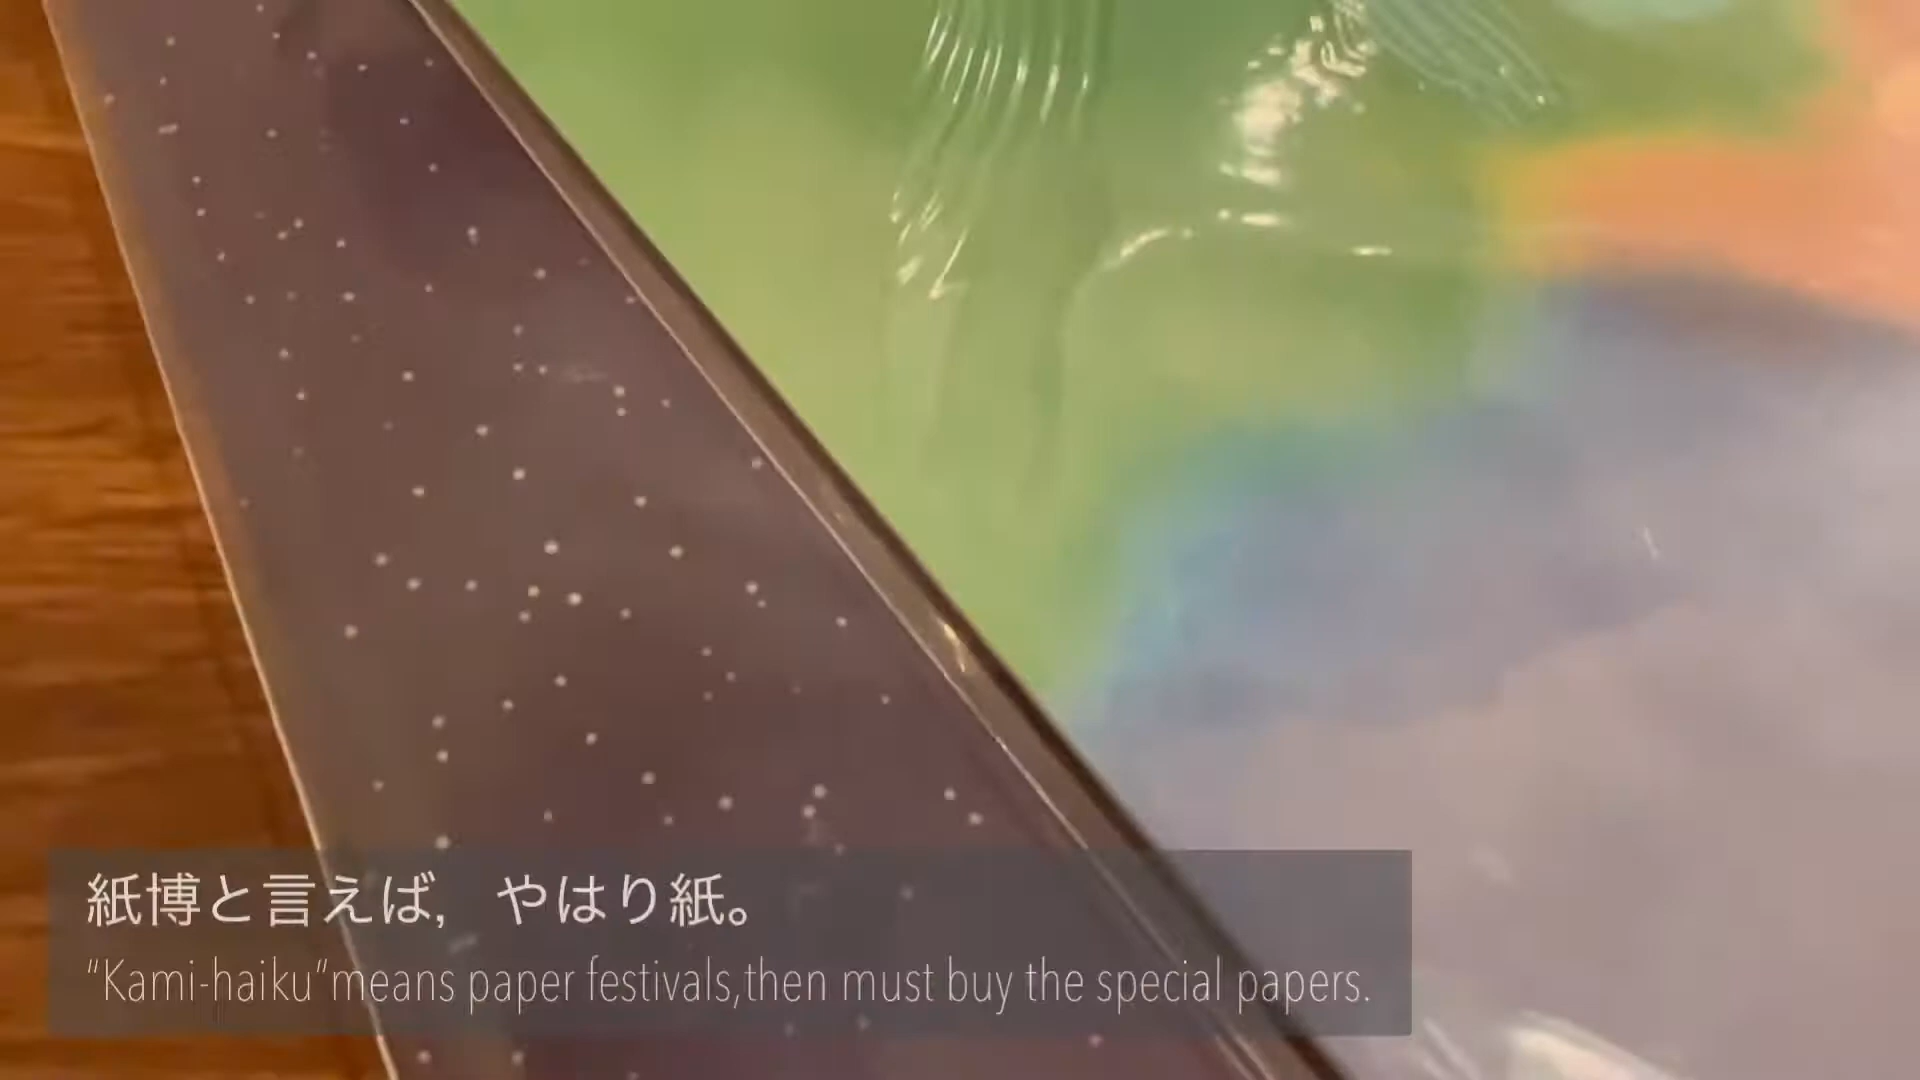 紙博と言えば, やはり紙。
“Kami-haiku”means paper festivals,then must buy the special papers.